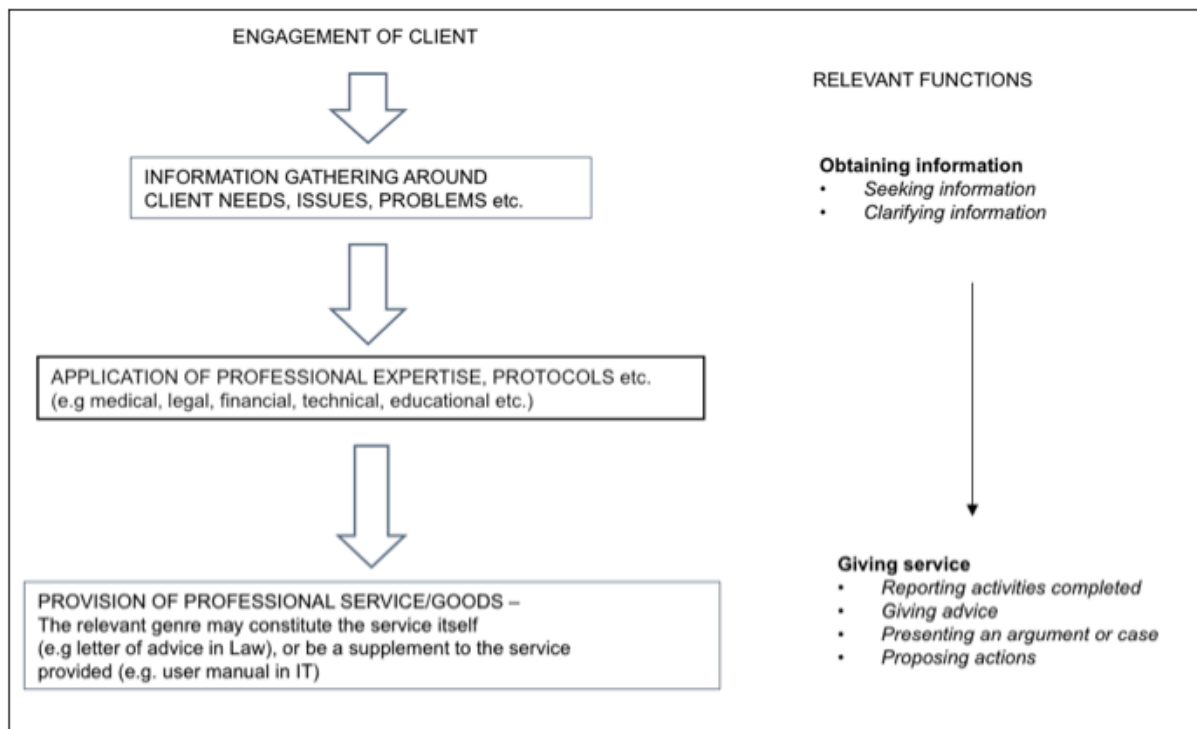 ENGAGEMENT OF CLIENT
RELEVANT FUNCTIONS
INFORMATION GATHERING AROUND
CLIENT NEEDS, ISSUES, PROBLEMS etc.
Obtaining information
• Seeking information
• Clarifying information
APPLICATION OF PROFESSIONAL EXPERTISE, PROTOCOLS etc.
(e.g medical, legal, financial, technical, educational etc.)
PROVISION OF PROFESSIONAL SERVICE/GOODS –
The relevant genre may constitute the service itself
(e.g letter of advice in Law), or be a supplement to the service
provided (e.g. user manual in IT)
Giving service
• Reporting activities completed
• Giving advice
• Presenting an argument or case
• Proposing actions